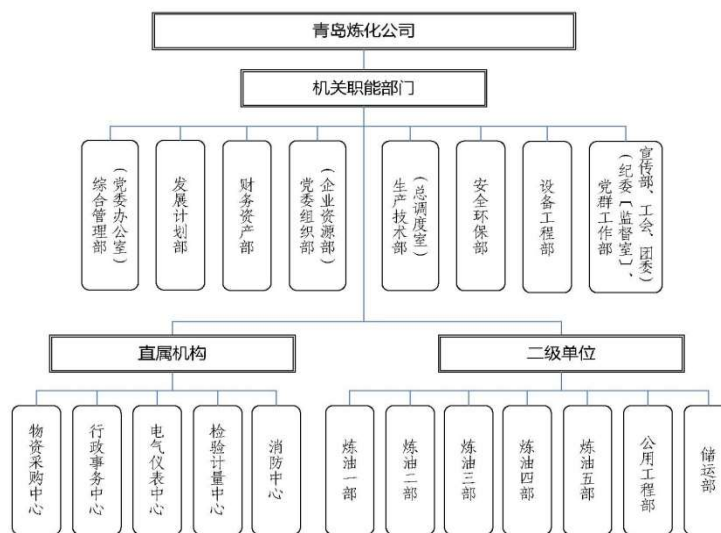 青岛炼化公司
机关职能部门
综合管理部
(党委办公室)
发展计划部
财务资产部
党委组织部
(企业资源部)
生产技术部
(总调度室)
安全环保部
设备工程部
党群工作部
(纪委〔监督室〕、
宣传部、工会、团委)
直属机构
二级单位
物资采购中心
行政事务中心
电气仪表中心
检验计量中心
消防中心
炼油一部
炼油二部
炼油三部
炼油四部
炼油五部
公用工程部
储运部